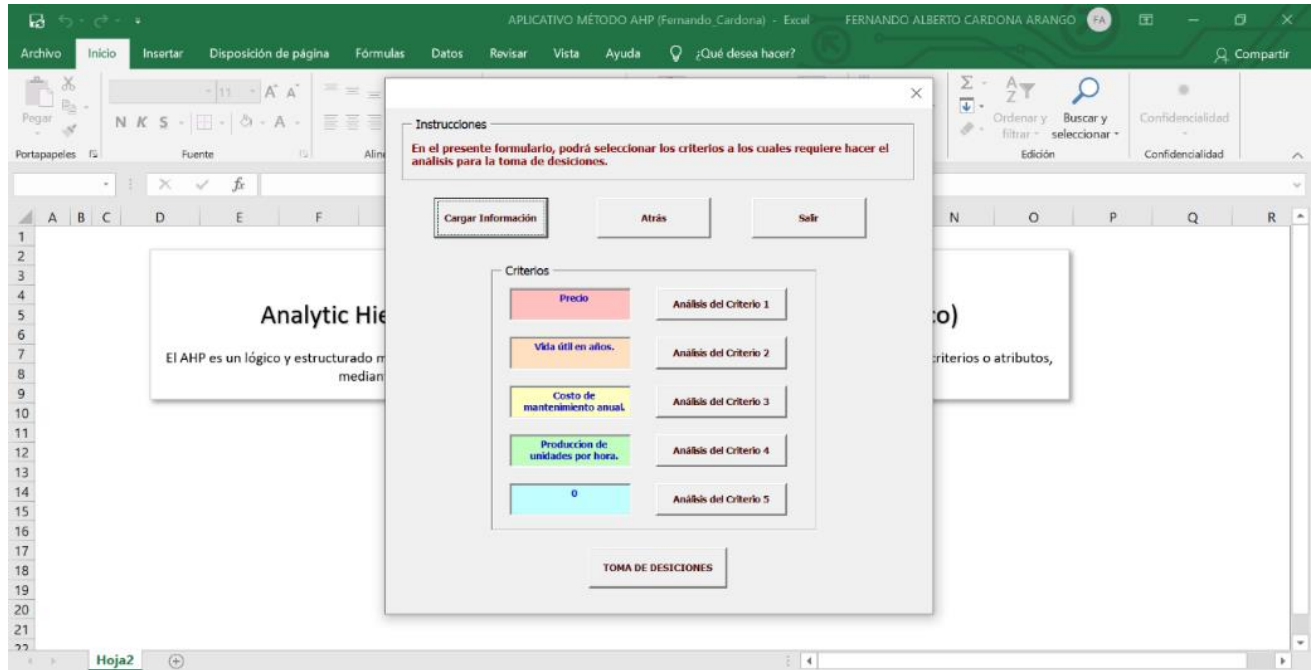 APLICATIVO MÉTODO AHP (Fernando_Cardona) - Excel FERNANDO ALBERTO CARDONA ARANGO FA
Archivo Inicio Insertar Disposición de página Fórmulas Datos Revisar Vista Ayuda ¿Qué desea hacer? Compartir
Pegar
N K S
11
Ordenar y filtrar
Buscar y seleccionar
Confidencialidad
Portapapeles Fuente Aline Edición Confidencialidad
fx
A B C D E F N O P Q R
1
2
3
4
5
6
7
8
9
10
11
12
13
14
15
16
17
18
19
20
21
22
Analytic Hie
co)
El AHP es un lógico y estructurado m
criterios o atributos,
median
Instrucciones
En el presente formulario, podrá seleccionar los criterios a los cuales requiere hacer el
análisis para la toma de desiciones.
Cargar Información Atrás Salir
Criterios
Precio Análisis del Criterio 1
Vida útil en años. Análisis del Criterio 2
Costo de
mantenimiento anual. Análisis del Criterio 3
Produccion de
unidades por hora. Análisis del Criterio 4
0 Análisis del Criterio 5
TOMA DE DESICIONES
Hoja2